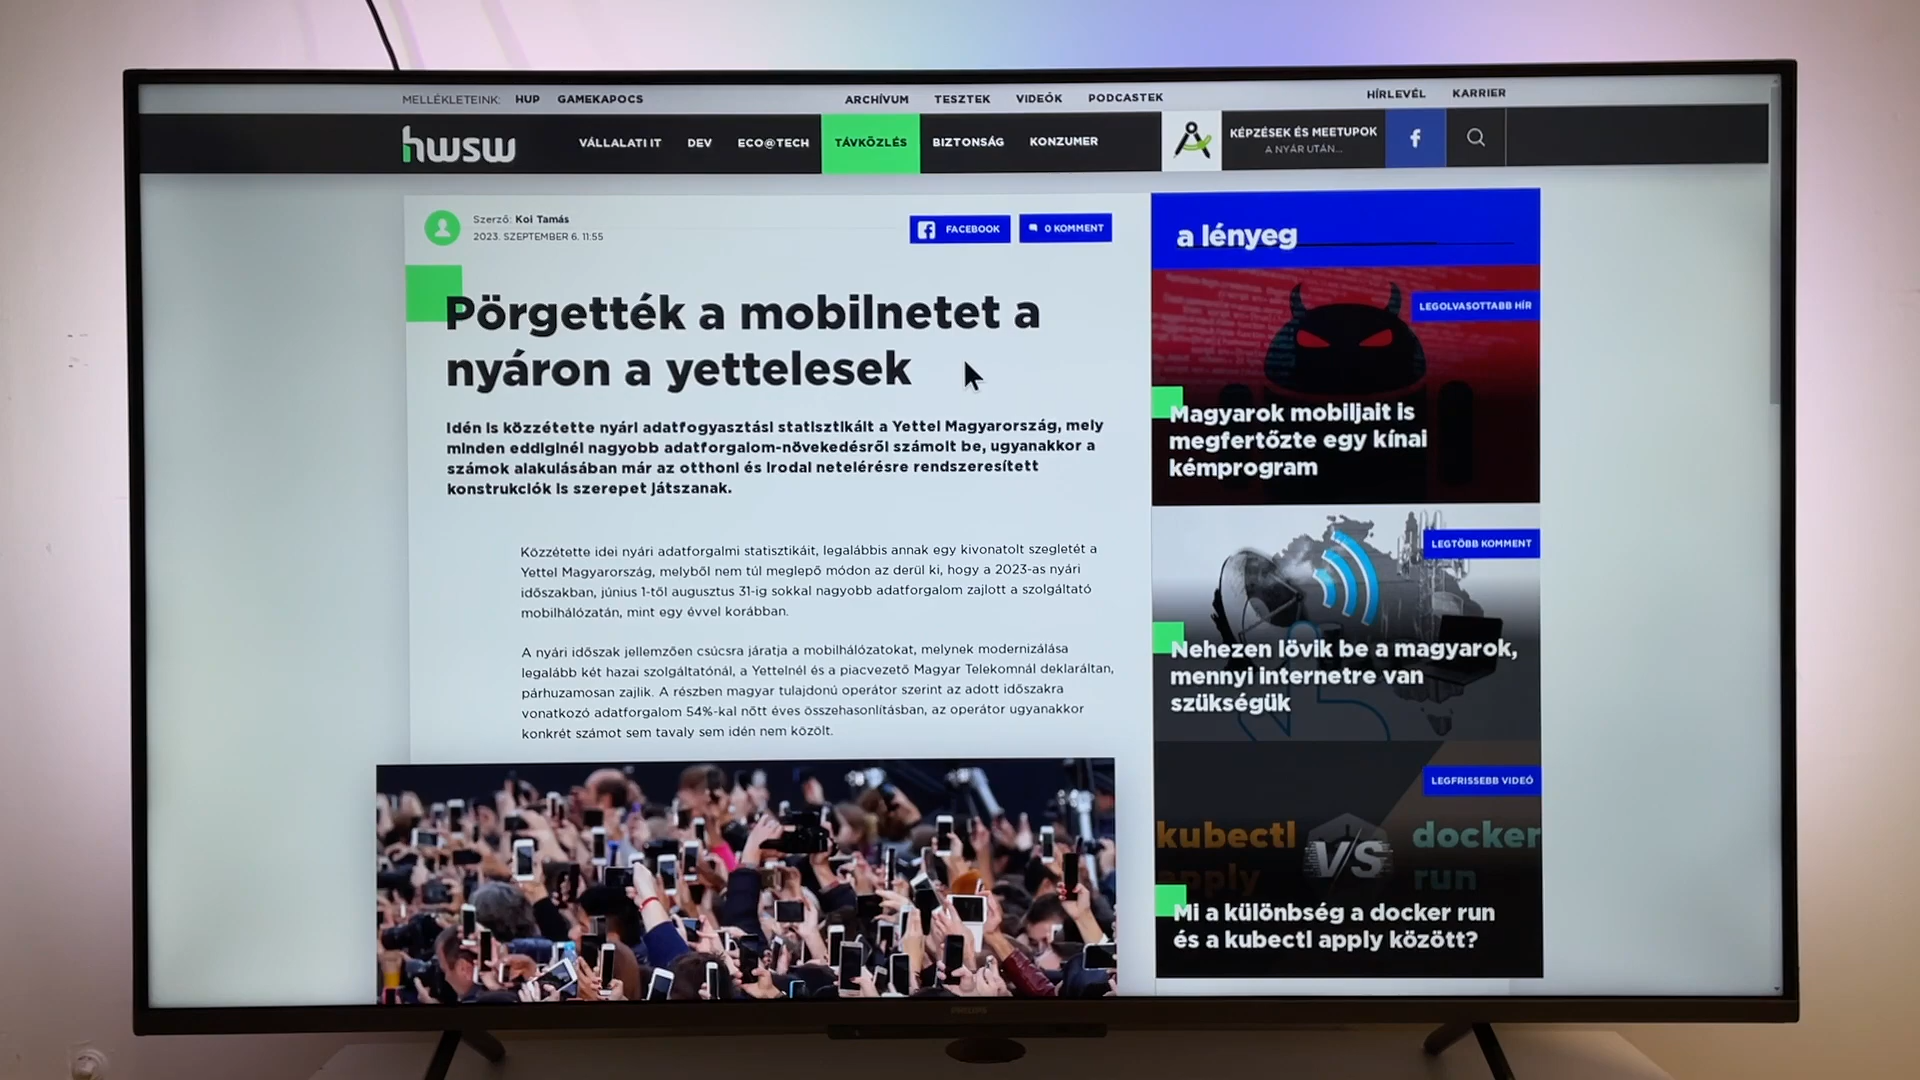 MELLÉKLETEINK: HUP GAMEKAPOCS ARCHÍVUM TESZTEK VIDEÓK PODCASTEK HÍRLEVÉL KARRIER
hwsw VÁLLALATI IT DEV ECO@TECH TÁVKÖZLÉS BIZTONSÁG KONZUMER KÉPZÉSEK ÉS MEETUPOK
A NYÁR UTÁN...
Szerző: Koi Tamás
2023. SZEPTEMBER 6. 11:55
FACEBOOK
0 KOMMENT
Pörgették a mobilnetet a
nyáron a yettelesek
Idén is közzétette nyári adatfogyasztási statisztikáit a Yettel Magyarország, mely
minden eddiginél nagyobb adatforgalom-növekedésről számolt be, ugyanakkor a
számok alakulásában már az otthoni és irodai netelérésre rendszeresített
konstrukciók is szerepet játszanak.
Közzétette idei nyári adatforgalmi statisztikáit, legalábbis annak egy kivonatolt szegletét a
Yettel Magyarország, melyből nem túl meglepő módon az derül ki, hogy a 2023-as nyári
időszakban, június 1-től augusztus 31-ig sokkal nagyobb adatforgalom zajlott a szolgáltató
mobilhálózatán, mint egy évvel korábban.
A nyári időszak jellemzően csúcsra járatja a mobilhálózatokat, melynek modernizálása
legalább két hazai szolgáltatónál, a Yettelnél és a piacvezető Magyar Telekomnál deklaráltan,
párhuzamosan zajlik. A részben magyar tulajdonú operátor szerint az adott időszakra
vonatkozó adatforgalom 54%-kal nőtt éves összehasonlításban, az operátor ugyanakkor
konkrét számot sem tavaly sem idén nem közölt.
a lényeg
LEGOLVASOTTABB HÍR
Magyarok mobiljait is
megfertőzte egy kínai
kémprogram
LEGTÖBB KOMMENT
Nehezen lövik be a magyarok,
mennyi internetre van
szükségük
LEGFRISSEBB VIDEÓ
kubectl VS docker
apply run
Mi a különbség a docker run
és a kubectl apply között?
PHILIPS